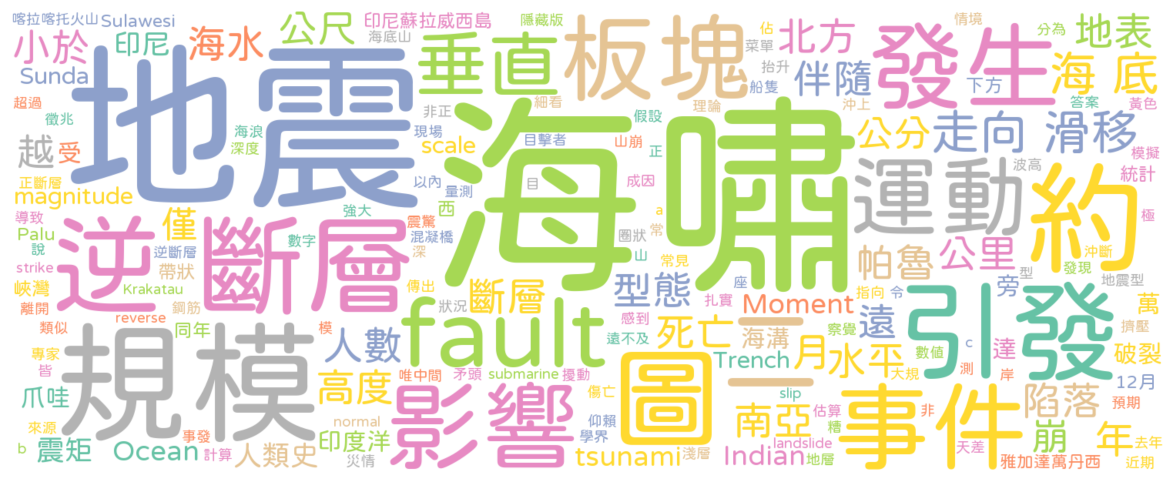 喀拉喀托火山 Sulawesi 印尼蘇拉威西島 隱藏版 佔 情境 分為
小於 印尼 海水 公尺 海底山 垂直 板塊 菜單 北方 發生 地表
Sunda 地震 非正 細看 抬升 船隻 理論 沖上 伴隨 下方 海 底
超過 徵兆 海浪 深度 現場 海嘯 目擊者 假設 山崩 正 答案 黃色
越 受 scale 公分 走向 滑移 模擬
正斷層 magnitude 以內 量測 目 成因 運動 波高 統計 約
導致 僅 強大 西 震驚 圈狀 a 常 極
Palu 說 逆斷層 逆斷層 數字 混凝橋 深 山 常見 帕魯 公里 沖斷 發現
strike 帶狀 傳出 斷層 型態 座 旁 型 地震型
峽灣 Krakatau 鋼筋 狀況 感到 扎實 Moment 指向 令 引發 萬
離開 reverse 同年 模 人數 fault 遠不及 死亡 海溝 察覺 遠 擠壓
類似 規模 一 月 水平 數值 c 達 破裂
專家 皆 唯中間 矛頭 submarine 擾動 圖 Trench 大規 測 岸 12月
爪哇 高度 影響 傷亡 一 slip 估算 非 事件 陷落 預期
來源 normal 仰賴 南亞 糟 崩 年 去年
b 震矩 Ocean 事發 計算 人類史 印度洋 災情 學界 tsunami 淺層 Indian landslide 地層 天差 雅加達萬丹西 近期